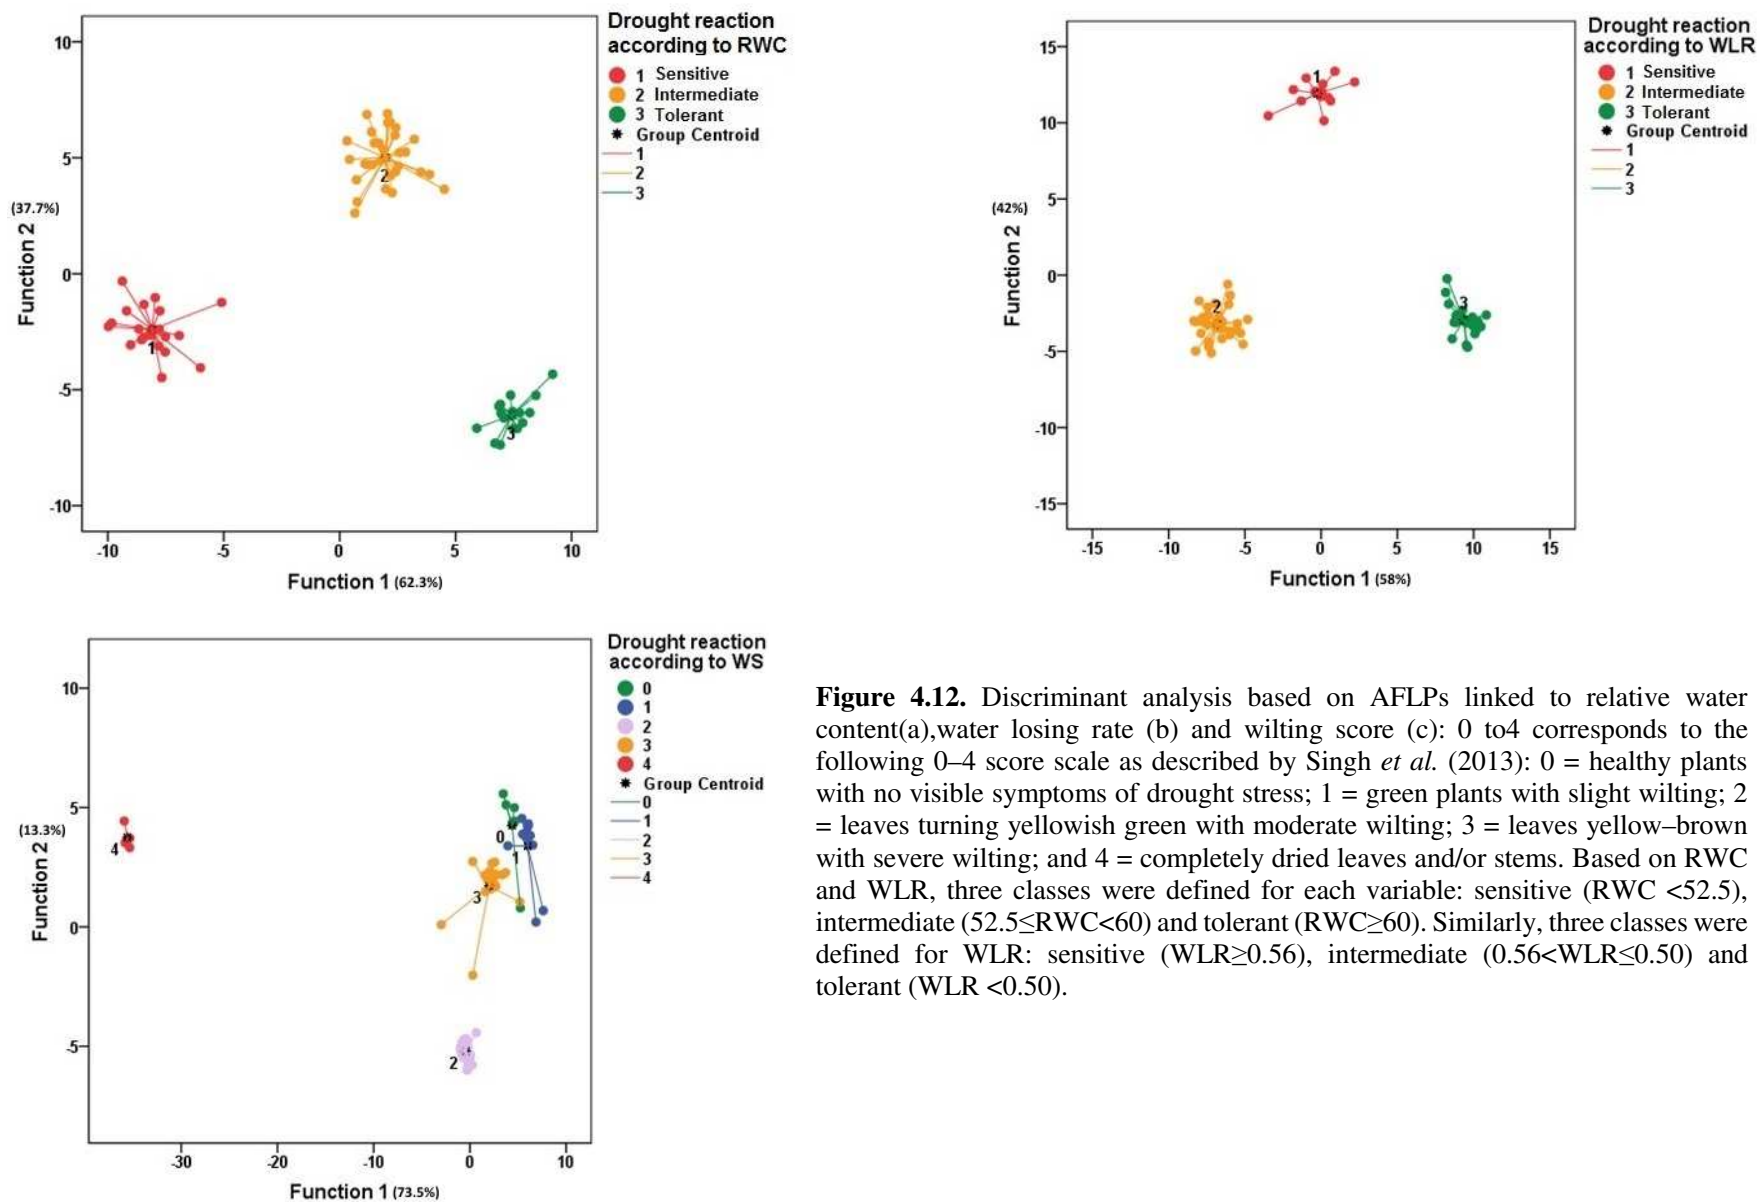 Drought reaction
according to RWC
1 Sensitive
2 Intermediate
3 Tolerant
Group Centroid
1
2
3
10
5
0
-5
-10
(37.7%)
Function 2
2
1
3
-10 -5 0 5 10
Function 1 (62.3%)
Drought reaction
according to WLR
1 Sensitive
2 Intermediate
3 Tolerant
Group Centroid
1
2
3
15
10
5
0
-5
-10
-15
(42%)
Function 2
1
2
3
-15 -10 -5 0 5 10 15
Function 1 (58%)
Drought reaction
according to WS
0
1
2
3
4
Group Centroid
0
1
2
3
4
10
5
0
-5
(13.3%)
Function 2
4
0
1
3
2
-30 -20 -10 0 10
Function 1 (73.5%)
Figure 4.12. Discriminant analysis based on AFLPs linked to relative water
content(a),water losing rate (b) and wilting score (c): 0 to4 corresponds to the
following 0–4 score scale as described by Singh et al. (2013): 0 = healthy plants
with no visible symptoms of drought stress; 1 = green plants with slight wilting; 2
= leaves turning yellowish green with moderate wilting; 3 = leaves yellow–brown
with severe wilting; and 4 = completely dried leaves and/or stems. Based on RWC
and WLR, three classes were defined for each variable: sensitive (RWC <52.5),
intermediate (52.5≤RWC<60) and tolerant (RWC≥60). Similarly, three classes were
defined for WLR: sensitive (WLR≥0.56), intermediate (0.56<WLR≤0.50) and
tolerant (WLR <0.50).